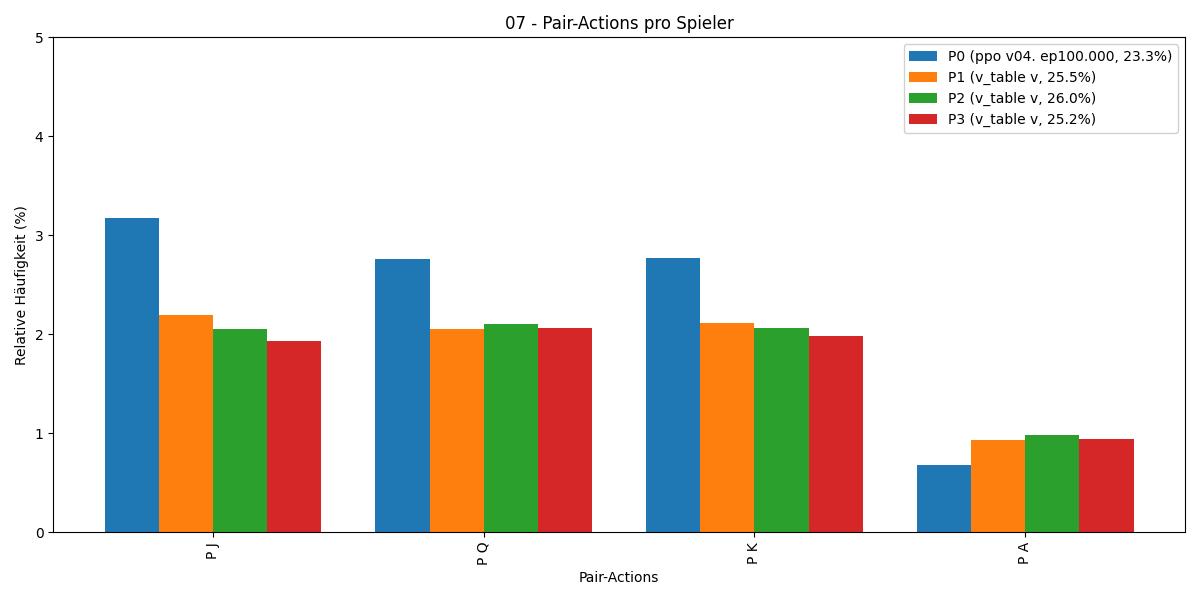 07 - Pair-Actions pro Spieler
P0 (ppo v04. ep100.000, 23.3%)
P1 (v_table v, 25.5%)
P2 (v_table v, 26.0%)
P3 (v_table v, 25.2%)
Relative Häufigkeit (%)
5
4
3
2
1
0
P J
P Q
P K
P A
Pair-Actions